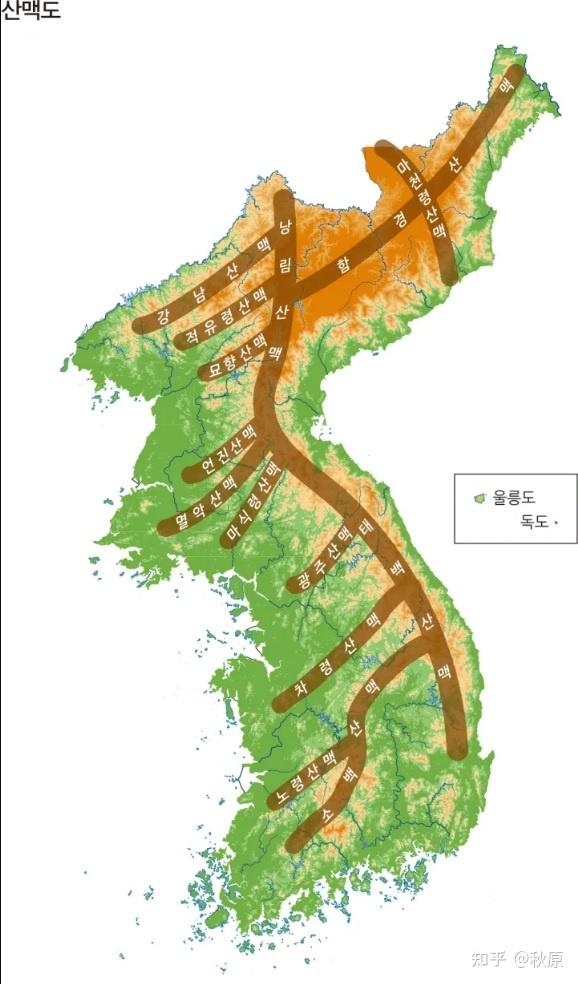 산맥도
함경산맥
마천령산맥
낭림산맥
강남산맥
적유령산맥
묘향산맥
언진산맥
멸악산맥
마식령산맥
울릉도
독도
광주산맥
태백산맥
차령산맥
소백산맥
노령산맥
知乎 @秋原